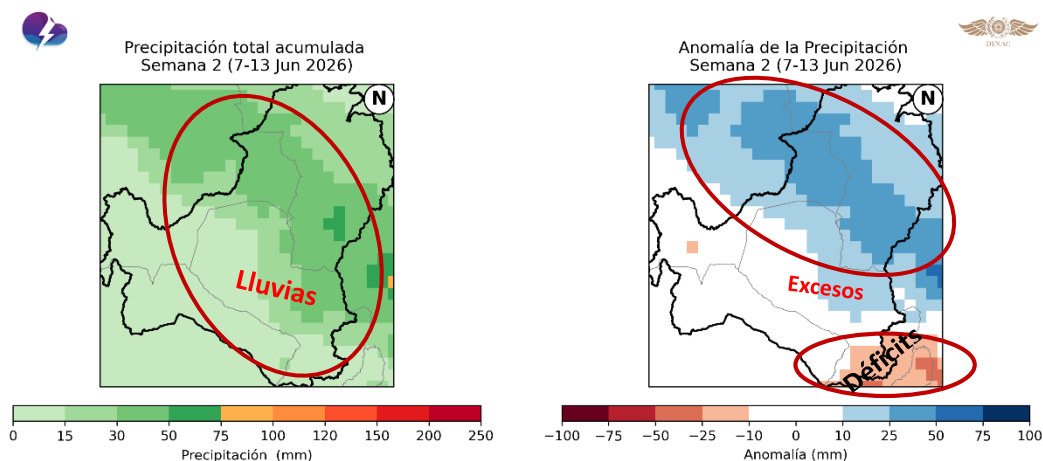 Precipitación total acumulada
Semana 2 (7-13 Jun 2026)
N
Lluvias
0 15 30 50 75 100 120 150 200 250
Precipitación (mm)
Anomalía de la Precipitación
Semana 2 (7-13 Jun 2026)
DINAC
N
Excesos
Déficits
−100 −75 −50 −25 −10 0 10 25 50 75 100
Anomalía (mm)